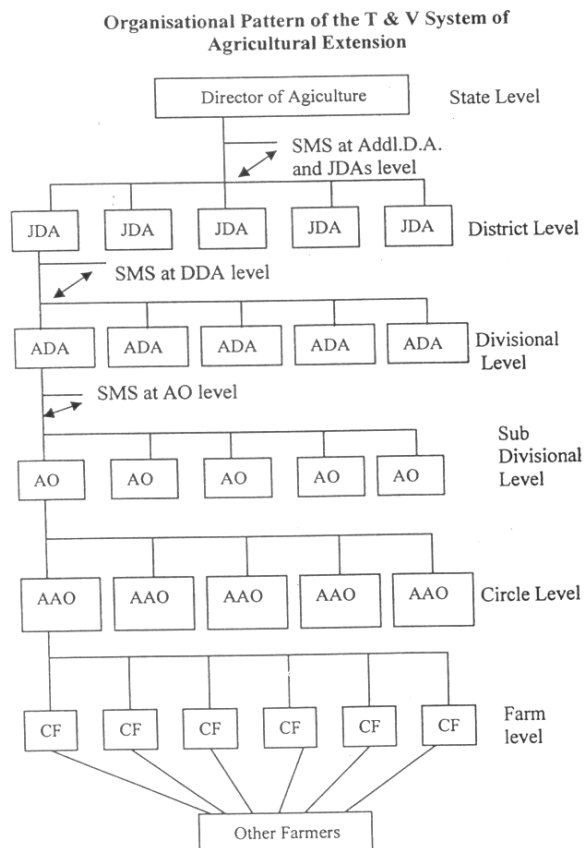 Organisational Pattern of the T & V System of
Agricultural Extension
Director of Agiculture
State Level
SMS at Addl.D.A.
and JDAs level
JDA JDA JDA JDA JDA
District Level
SMS at DDA level
ADA ADA ADA ADA ADA
Divisional
Level
SMS at AO level
Sub
Divisional
Level
AO AO AO AO AO
AAO AAO AAO AAO AAO
Circle Level
CF CF CF CF CF CF
Farm
level
Other Farmers